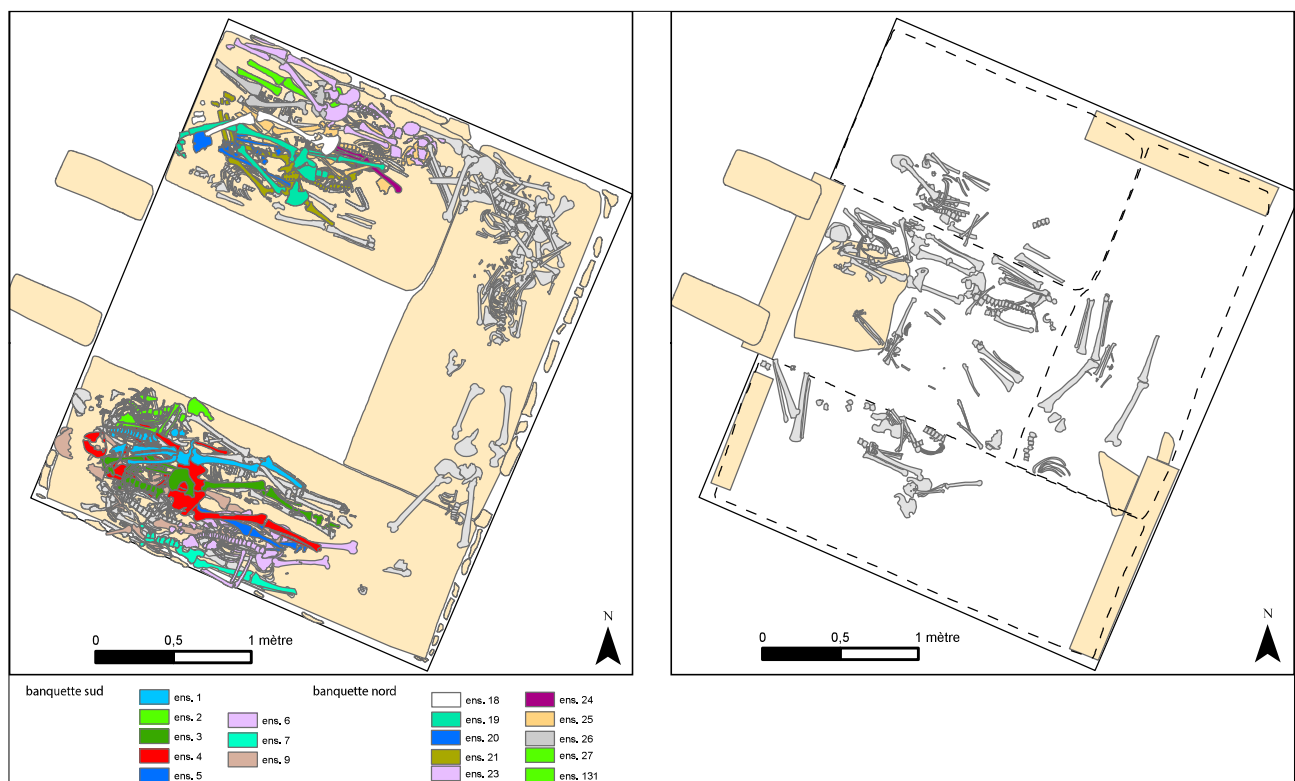 N
0 0,5 1 mètre
N
0 0,5 1 mètre
banquette sud
ens. 1
ens. 2
ens. 3
ens. 4
ens. 5
ens. 6
ens. 7
ens. 9
banquette nord
ens. 18
ens. 19
ens. 20
ens. 21
ens. 23
ens. 24
ens. 25
ens. 26
ens. 27
ens. 131